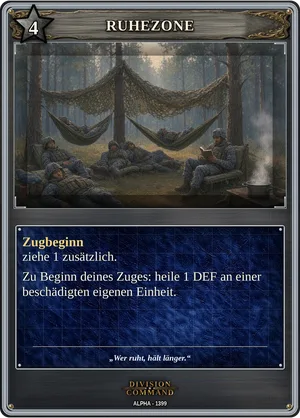 4
RUHEZONE
Zugbeginn
ziehe 1 zusätzlich.
Zu Beginn deines Zuges: heile 1 DEF an einer
beschädigten eigenen Einheit.
„Wer ruht, hält länger.“
DIVISION
COMMAND
ALPHA - 1399